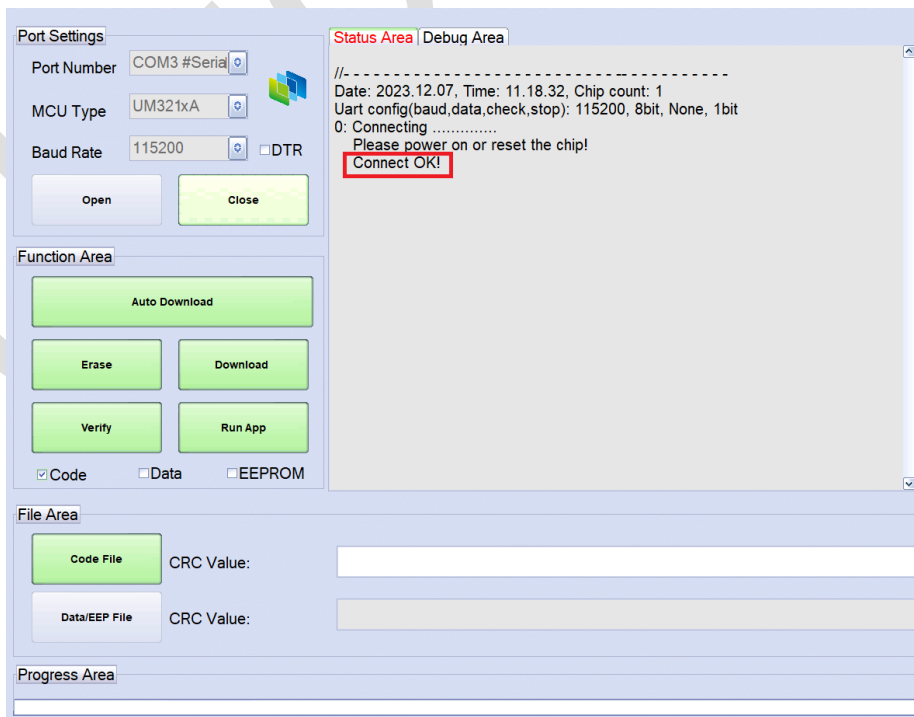 Port Settings
Port Number COM3 #Serial
MCU Type UM321xA
Baud Rate 115200 DTR
Open Close
Function Area
Auto Download
Erase Download
Verify Run App
Code Data EEPROM
Status Area Debug Area
//- - - - - - - - - - - - - - - - - - - - - - - - - - - - - - - - - - - - - - -
Date: 2023.12.07, Time: 11.18.32, Chip count: 1
Uart config(baud,data,check,stop): 115200, 8bit, None, 1bit
0: Connecting ..............
Please power on or reset the chip!
Connect OK!
File Area
Code File CRC Value:
Data/EEP File CRC Value:
Progress Area